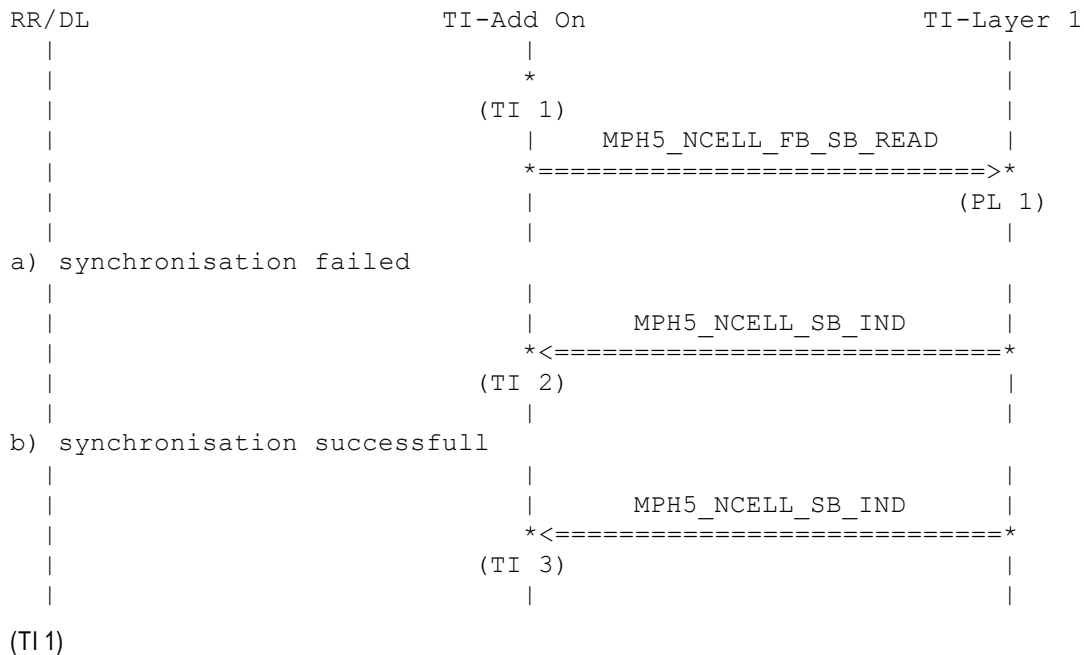 RR/DL TI-Add On TI-Layer 1
(TI 1)
MPH5_NCELL_FB_SB_READ
*============================>*
(PL 1)
a) synchronisation failed
MPH5_NCELL_SB_IND
*<============================*
(TI 2)
b) synchronisation successfull
MPH5_NCELL_SB_IND
*<============================*
(TI 3)
(TI 1)